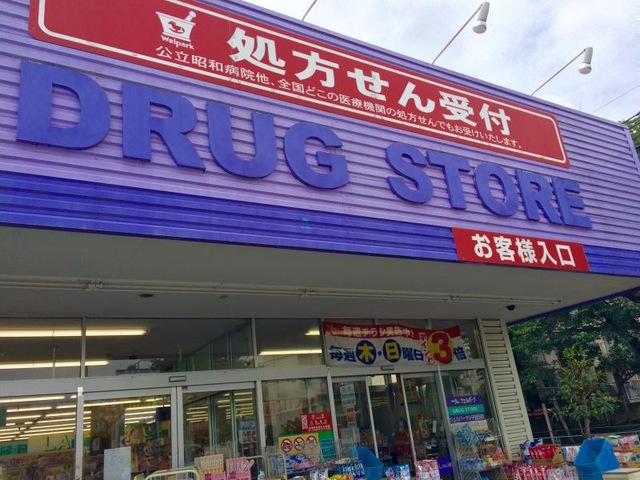 Welpark
処方せん受付
公立昭和病院他、全国どこの医療機関の処方せんでもお受けいたします。
DRUG STORE
お客様入口
毎週木・日曜日3倍
DRUG STORE